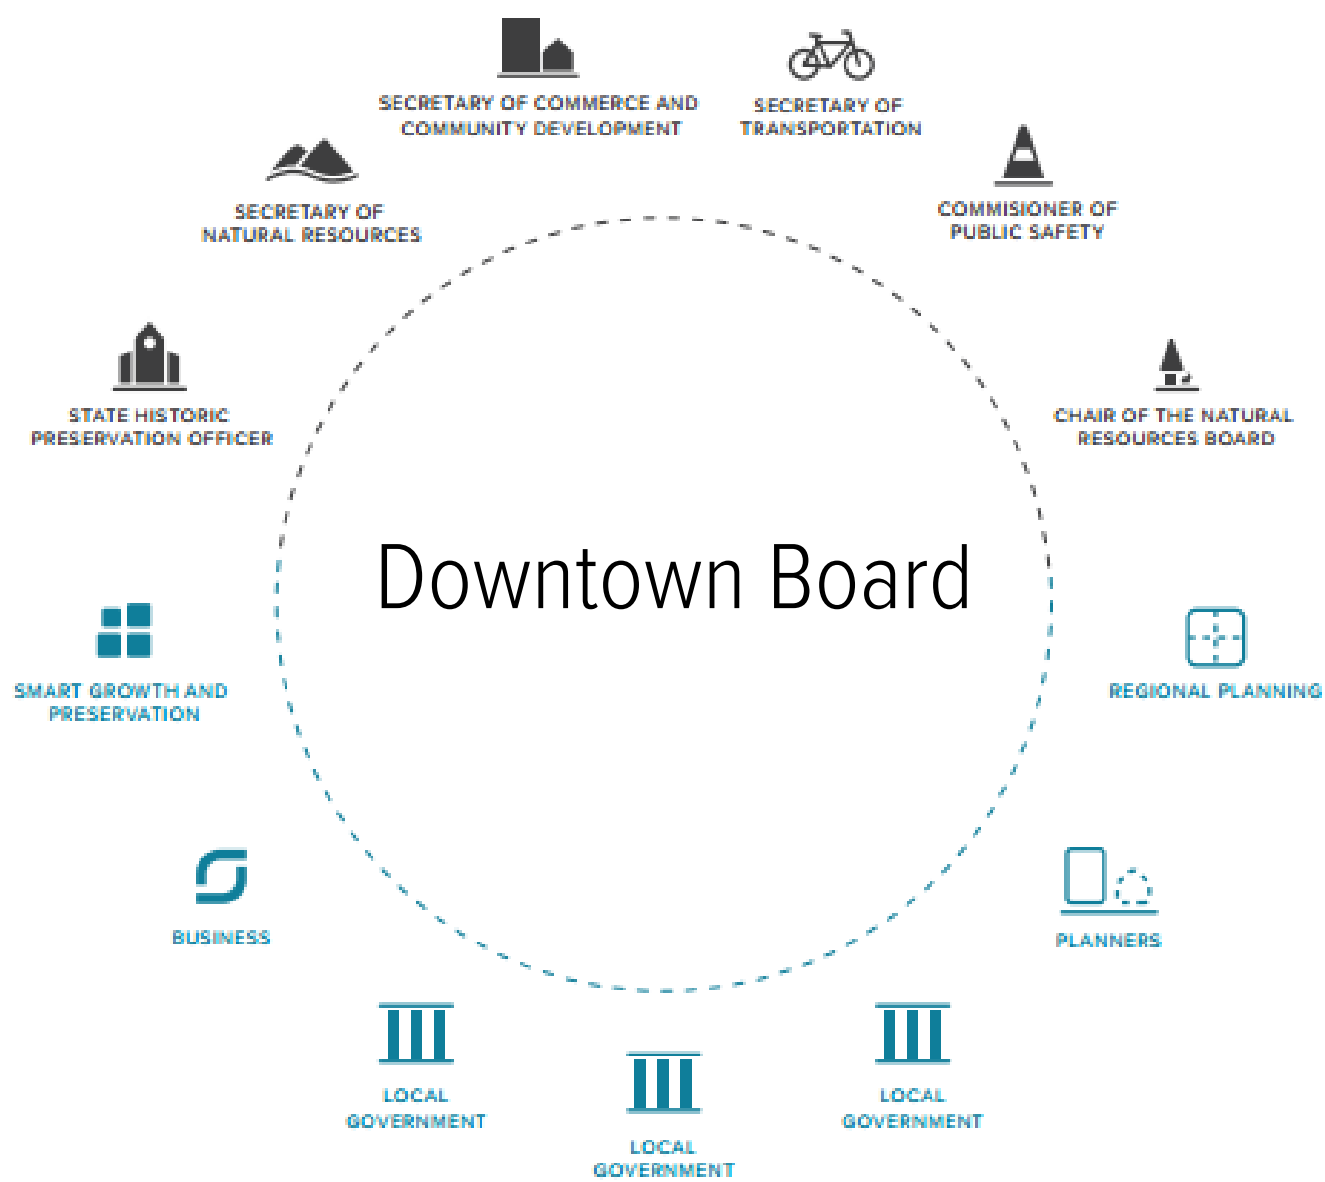 SECRETARY OF COMMERCE AND
COMMUNITY DEVELOPMENT
SECRETARY OF
TRANSPORTATION
SECRETARY OF
NATURAL RESOURCES
COMMISIONER OF
PUBLIC SAFETY
STATE HISTORIC
PRESERVATION OFFICER
CHAIR OF THE NATURAL
RESOURCES BOARD
Downtown Board
SMART GROWTH AND
PRESERVATION
REGIONAL PLANNING
BUSINESS
PLANNERS
LOCAL
GOVERNMENT
LOCAL
GOVERNMENT
LOCAL
GOVERNMENT